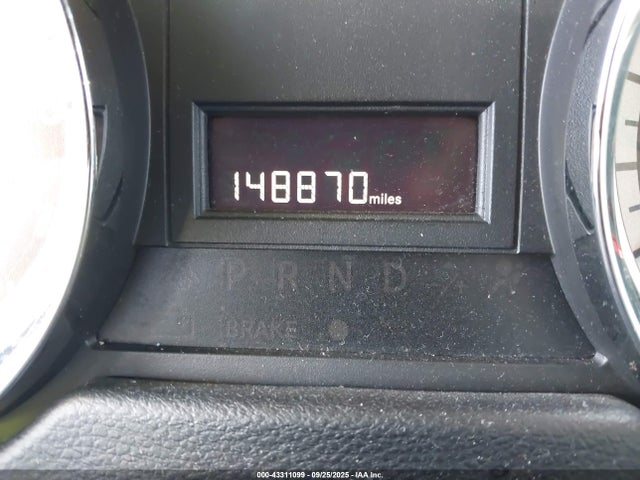 148870 miles
P R N D
BRAKE
000-43311099 - 09/25/2025 - © IAA Inc.